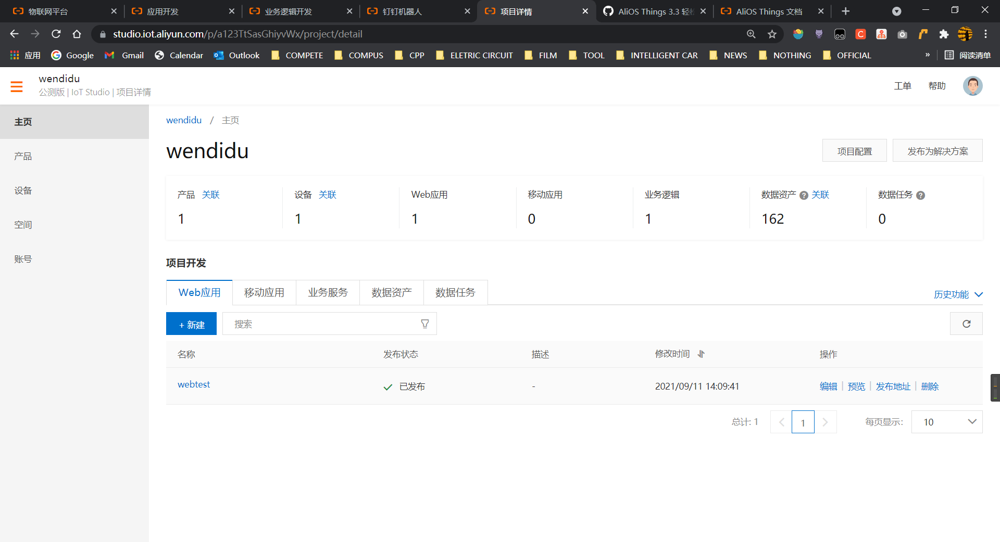 物联网平台
应用开发
业务逻辑开发
钉钉机器人
项目详情
AliOS Things 3.3 轻松
AliOS Things 文档
studio.iot.aliyun.com/p/a123TtSasGhiyvWx/project/detail
应用
Google
Gmail
Calendar
Outlook
COMPETE
COMPUS
CPP
ELETRIC CIRCUIT
FILM
TOOL
INTELLIGENT CAR
NEWS
NOTHING
OFFICIAL
»
阅读清单
wendidu
公测版 | IoT Studio | 项目详情
工单
帮助
主页
产品
设备
空间
账号
wendidu / 主页
wendidu
项目配置
发布为解决方案
产品 关联
1
设备 关联
1
Web应用
1
移动应用
0
业务逻辑
1
数据资产 ? 关联
162
数据任务 ?
0
项目开发
Web应用
移动应用
业务服务
数据资产
数据任务
历史功能
+ 新建
搜索
名称
发布状态
描述
修改时间
操作
webtest
已发布
-
2021/09/11 14:09:41
编辑 | 预览 | 发布地址 | 删除
总计: 1
1
每页显示:
10